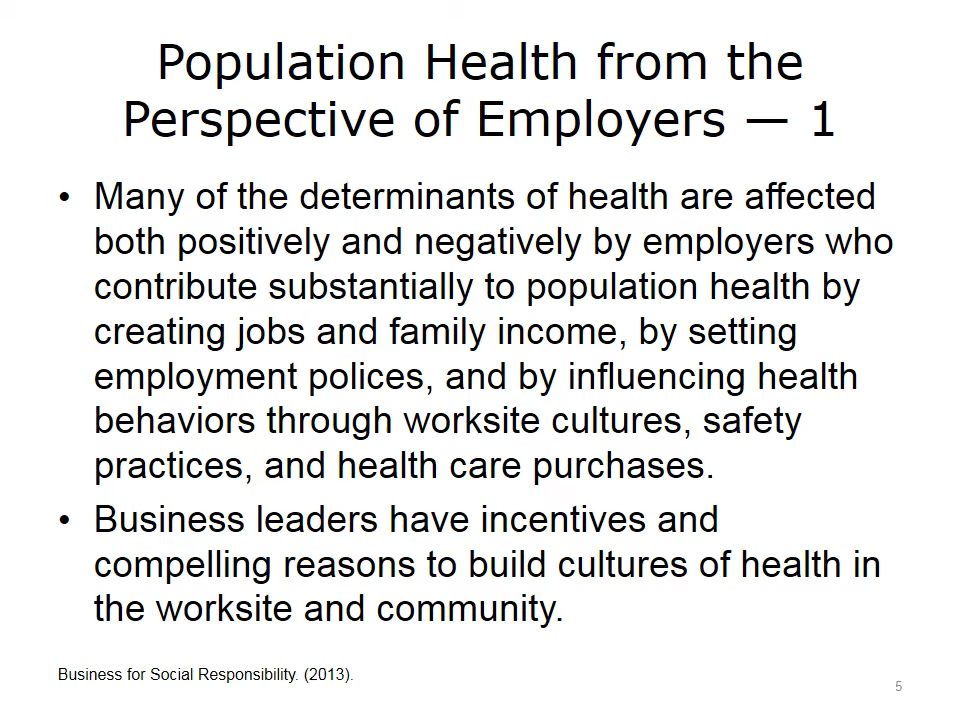 Population Health from the
Perspective of Employers — 1
• Many of the determinants of health are affected
both positively and negatively by employers who
contribute substantially to population health by
creating jobs and family income, by setting
employment polices, and by influencing health
behaviors through worksite cultures, safety
practices, and health care purchases.
• Business leaders have incentives and
compelling reasons to build cultures of health in
the worksite and community.
Business for Social Responsibility. (2013).
5